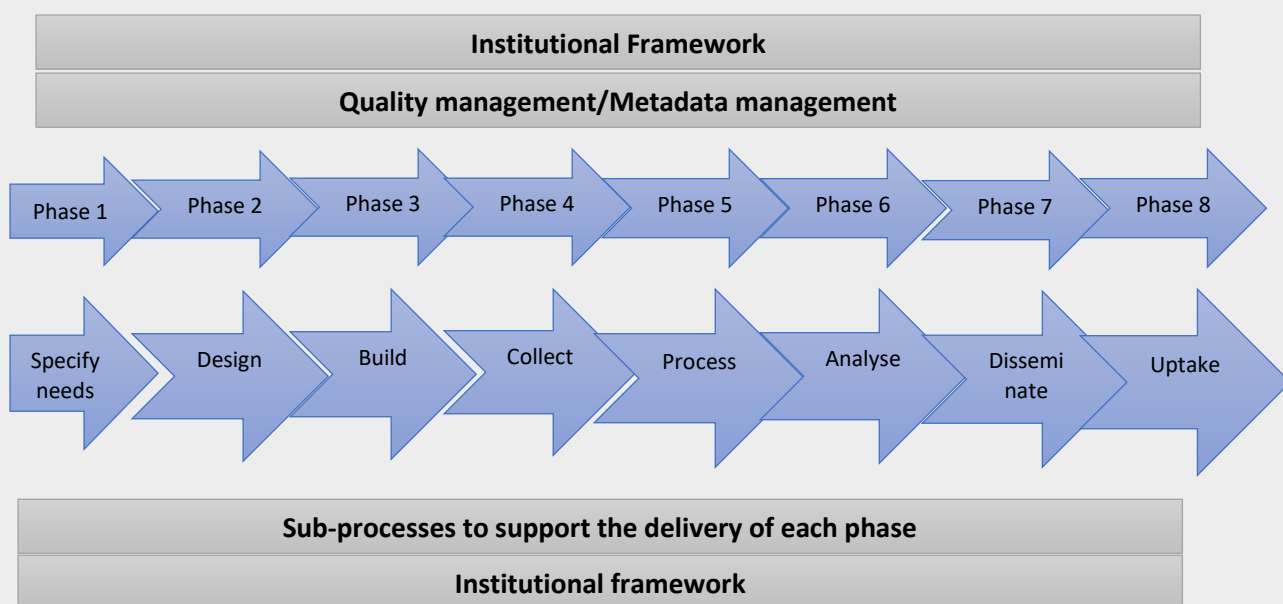 Institutional Framework
Quality management/Metadata management
Phase 1
Phase 2
Phase 3
Phase 4
Phase 5
Phase 6
Phase 7
Phase 8
Specify
needs
Design
Build
Collect
Process
Analyse
Dissemi
nate
Uptake
Sub-processes to support the delivery of each phase
Institutional framework